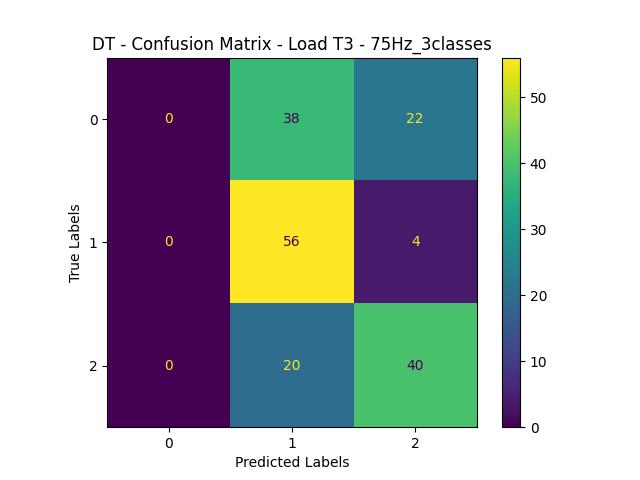 DT - Confusion Matrix - Load T3 - 75Hz_3classes
0 0 38 22
1 0 56 4
2 0 20 40
0 1 2
Predicted Labels
True Labels
50
40
30
20
10
0